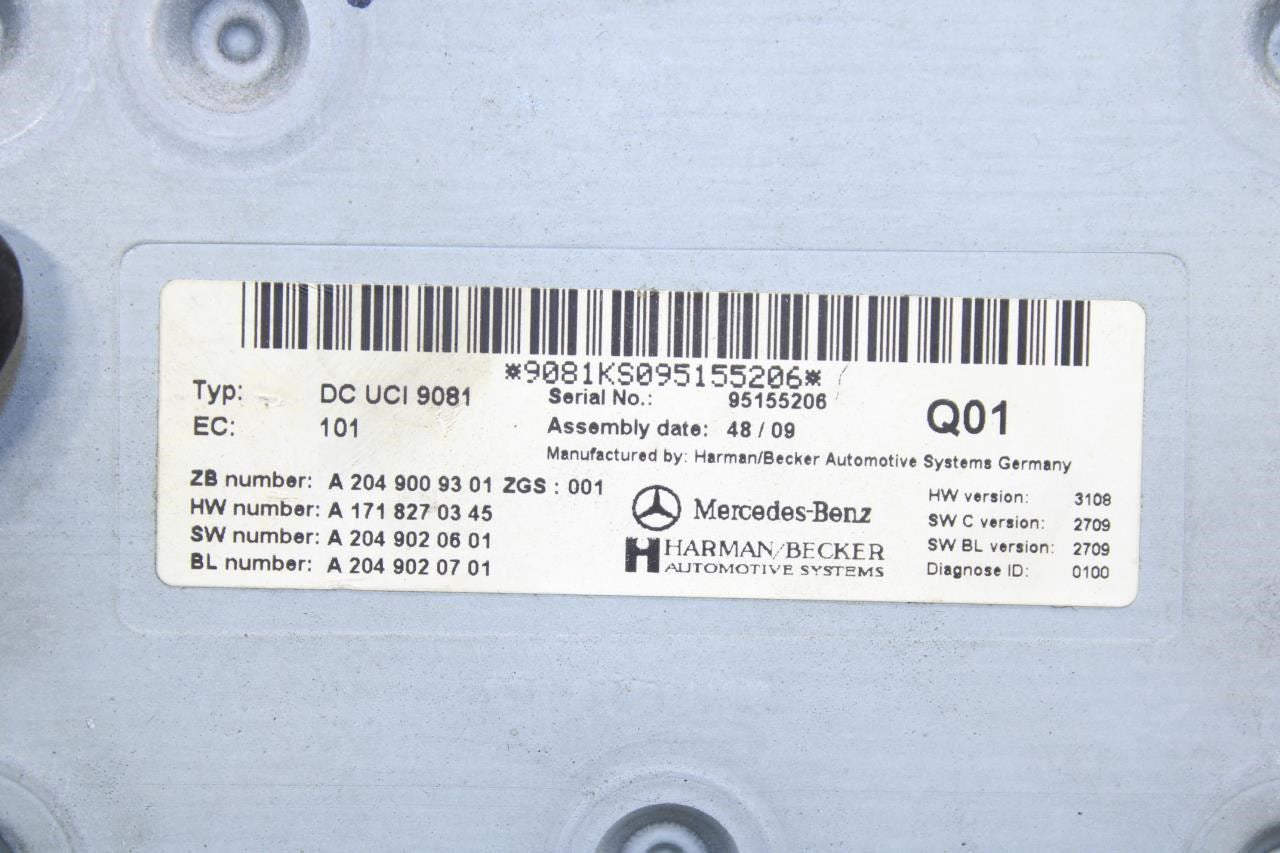 *9081KS095155206*
Typ: DC UCI 9081 Serial No.: 95155206 Q01
EC: 101 Assembly date: 48 / 09
Manufactured by: Harman/Becker Automotive Systems Germany
ZB number: A 204 900 93 01 ZGS : 001
HW number: A 171 827 03 45
SW number: A 204 902 06 01
BL number: A 204 902 07 01
Mercedes-Benz
HARMAN/BECKER
AUTOMOTIVE SYSTEMS
HW version: 3108
SW C version: 2709
SW BL version: 2709
Diagnose ID: 0100